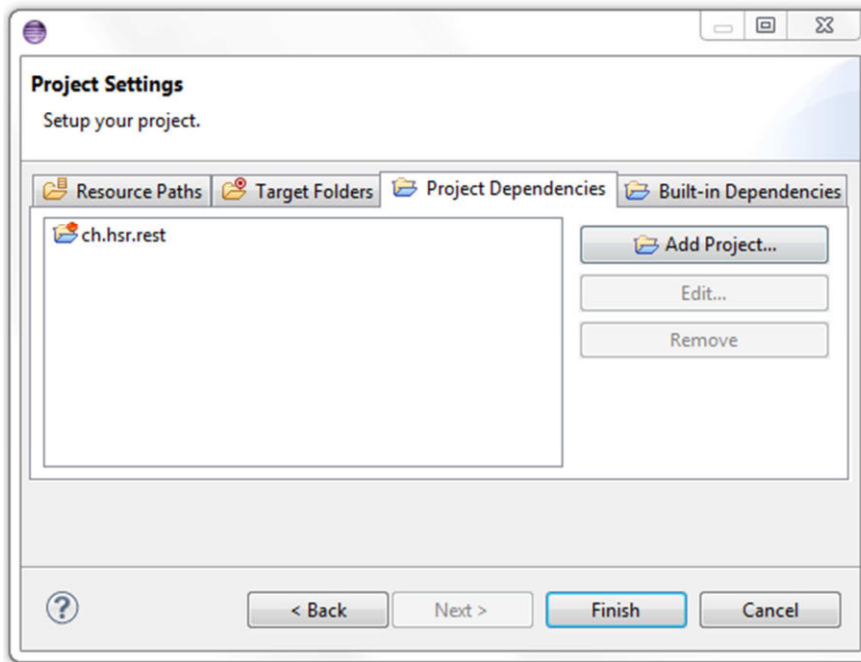 Project Settings
Setup your project.
Resource Paths Target Folders Project Dependencies Built-in Dependencies
ch.hsr.rest
Add Project...
Edit...
Remove
?
< Back Next > Finish Cancel